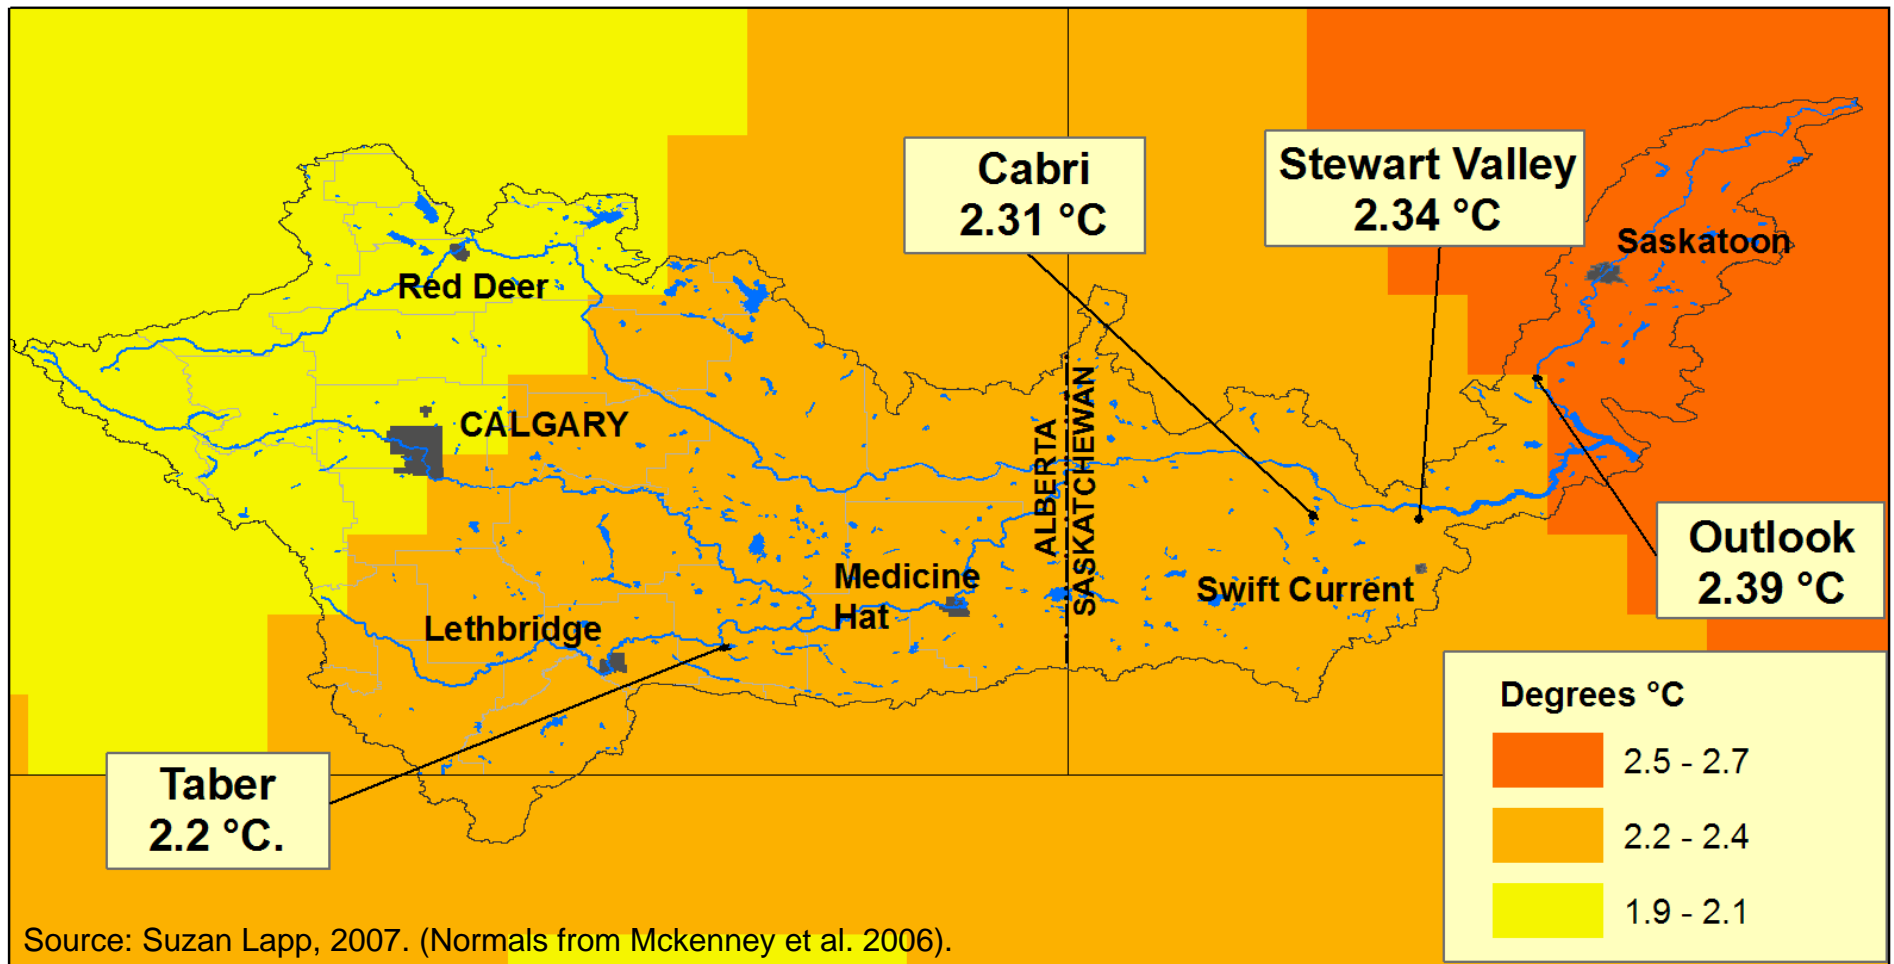 Cabri
2.31 °C
Stewart Valley
2.34 °C
Saskatoon
Red Deer
CALGARY
ALBERTA
SASKATCHEWAN
Outlook
2.39 °C
Medicine
Hat
Swift Current
Lethbridge
Taber
2.2 °C.
Degrees °C
2.5 - 2.7
2.2 - 2.4
1.9 - 2.1
Source: Suzan Lapp, 2007. (Normals from Mckenney et al. 2006).